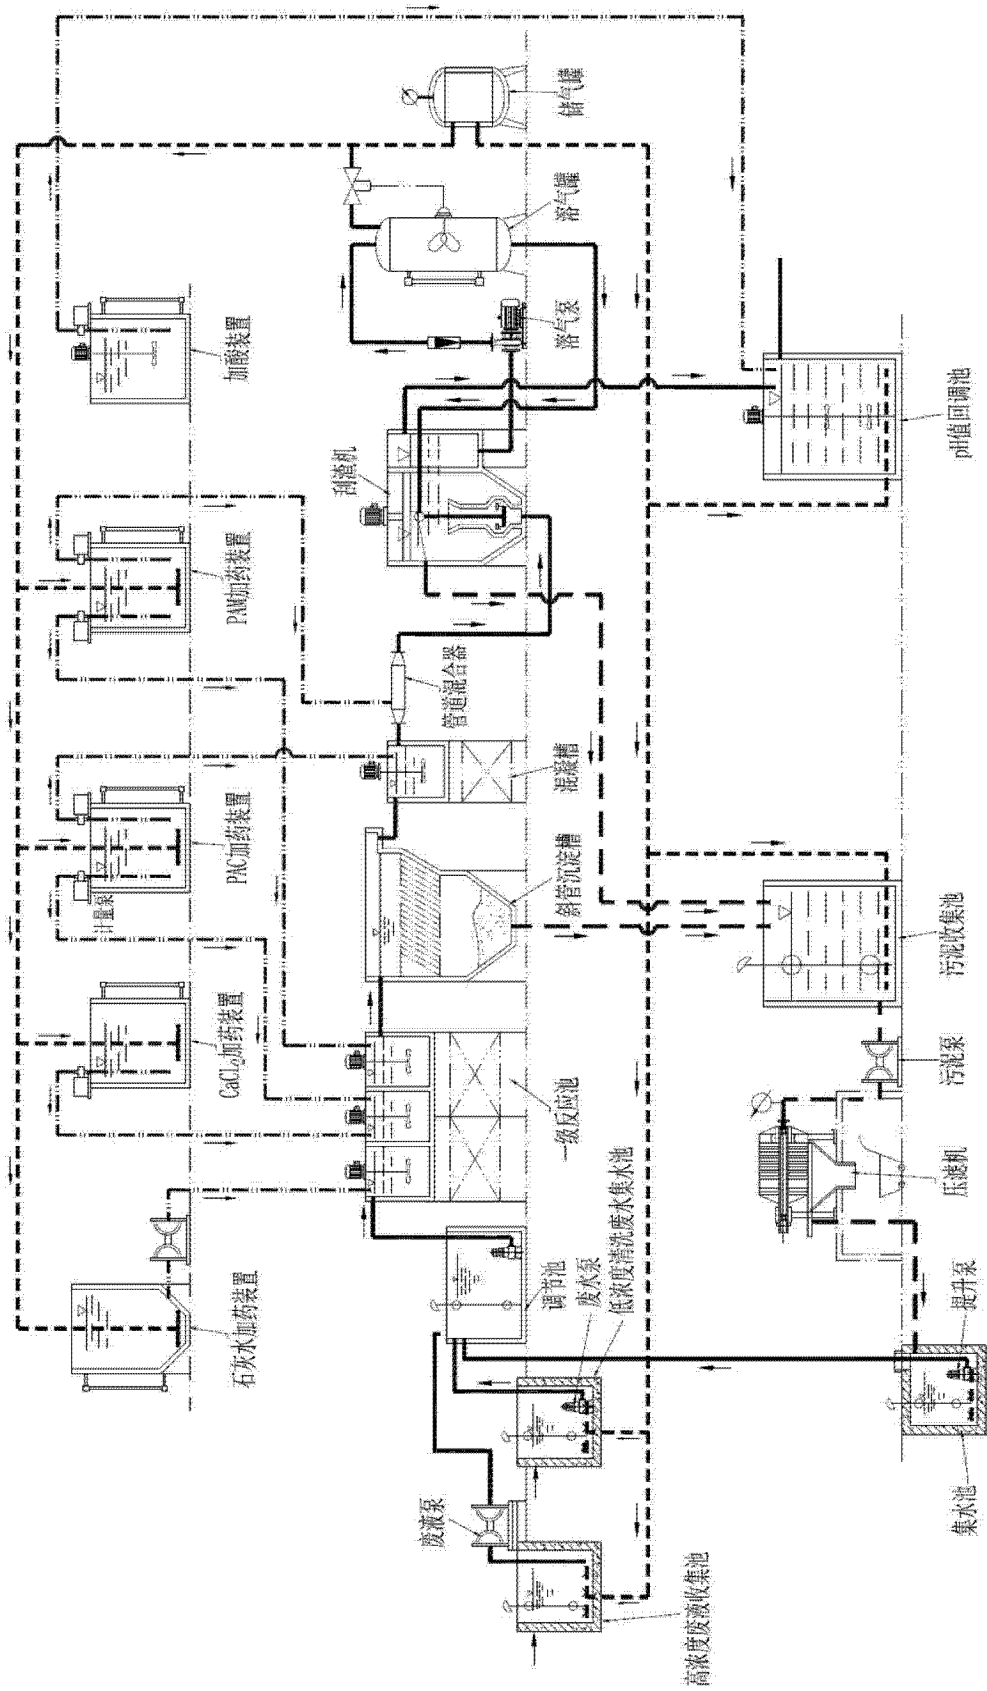 石灰水加药装置
CaCl2加药装置
计量泵
PAC加药装置
PAM加药装置
加酸装置
废液泵
调节池
废水泵
低浓度清洗废水集水池
一级反应池
斜管沉淀槽
混凝槽
管道混合器
刮渣机
溶气泵
溶气罐
储气罐
高浓度废液收集池
集水池
提升泵
压滤机
污泥泵
污泥收集池
pH值回调池